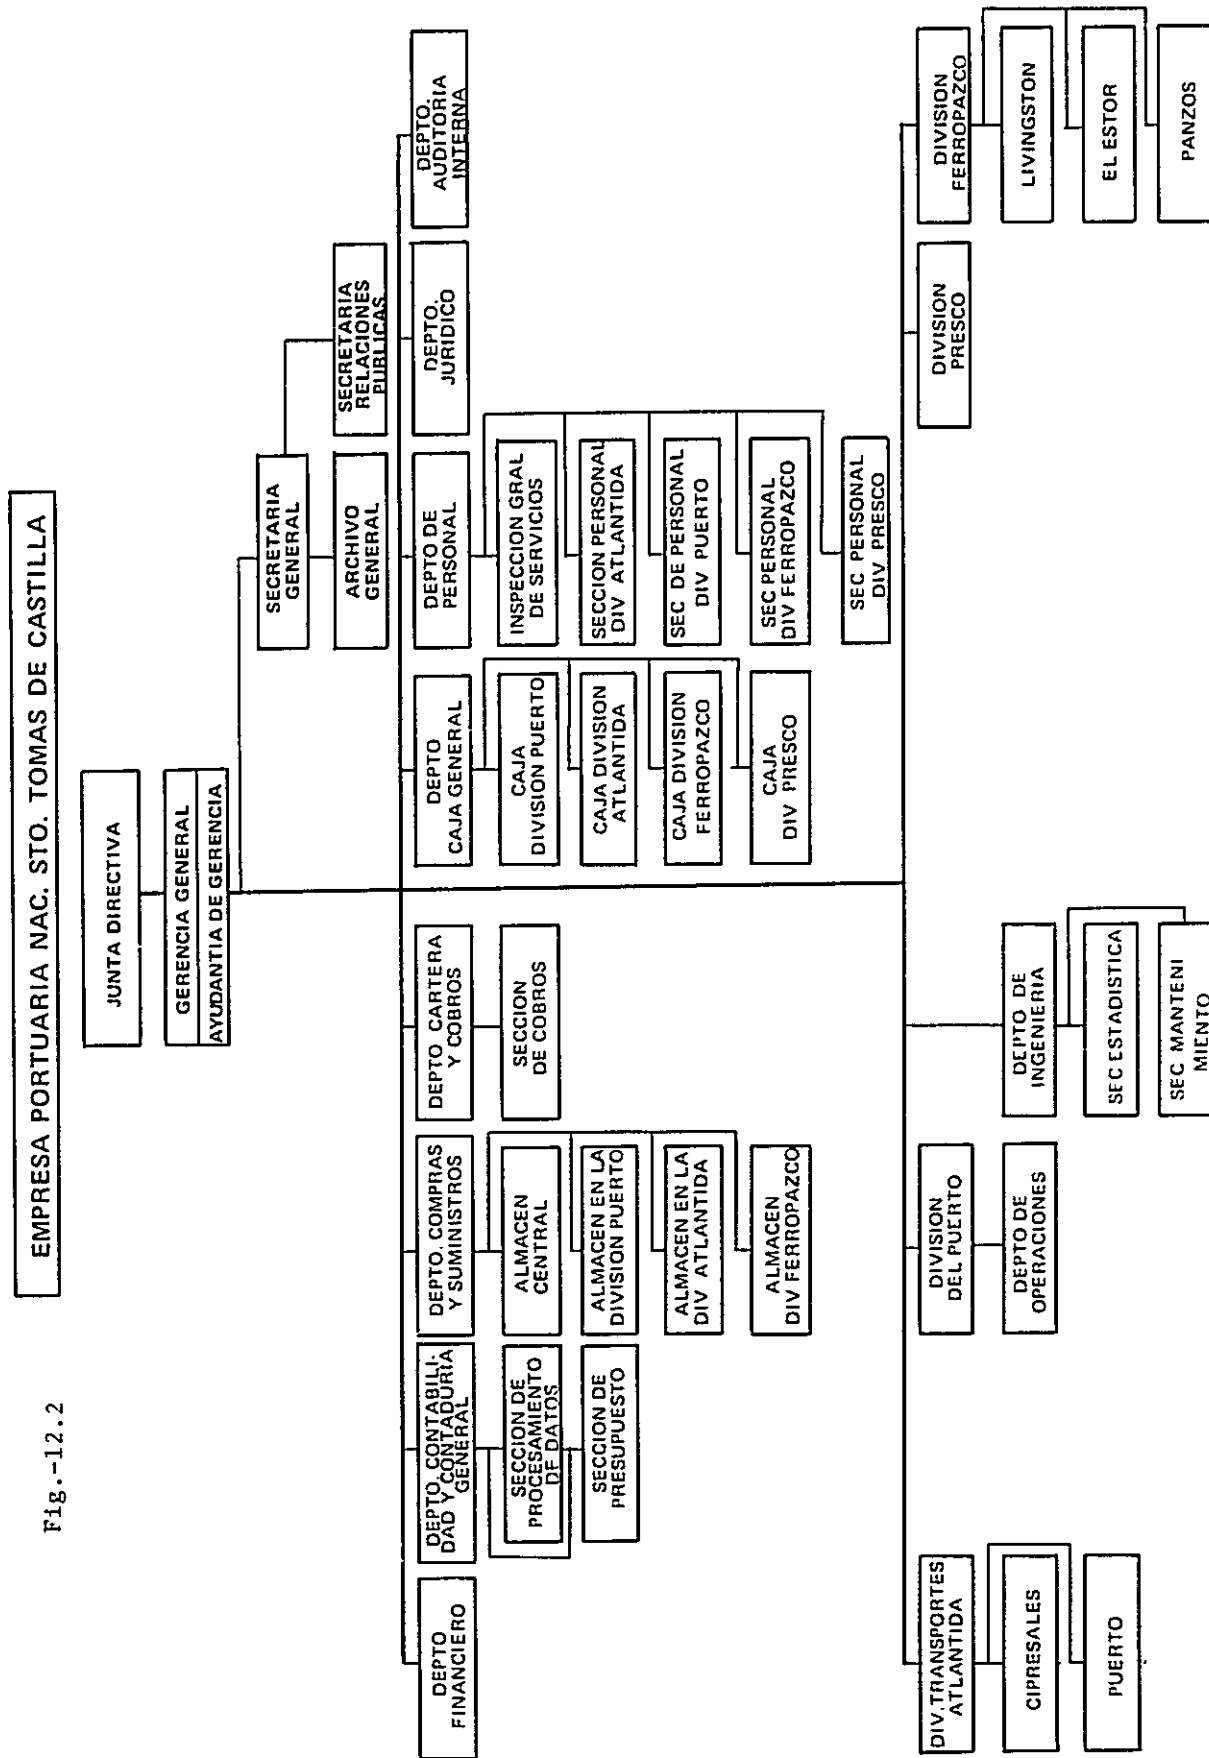 Fig.-12.2
EMPRESA PORTUARIA NAC. STO. TOMAS DE CASTILLA
JUNTA DIRECTIVA
GERENCIA GENERAL
AYUDANTIA DE GERENCIA
SECRETARIA
GENERAL
ARCHIVO
GENERAL
SECRETARIA
RELACIONES
PUBLICAS
DEPTO
FINANCIERO
DEPTO. CONTABILI-
DAD Y CONTADURIA
GENERAL
SECCION DE
PROCESAMIENTO
DE DATOS
SECCION DE
PRESUPUESTO
DEPTO. COMPRAS
Y SUMINISTROS
ALMACEN
CENTRAL
ALMACEN EN LA
DIVISION PUERTO
ALMACEN EN LA
DIV ATLANTIDA
ALMACEN
DIV FERROPAZCO
DEPTO CARTERA
Y COBROS
SECCION
DE COBROS
DEPTO
CAJA GENERAL
CAJA
DIVISION PUERTO
CAJA DIVISION
ATLANTIDA
CAJA DIVISION
FERROPAZCO
CAJA
DIV PRESCO
DEPTO DE
PERSONAL
INSPECCION GRAL
DE SERVICIOS
SECCION PERSONAL
DIV ATLANTIDA
SEC DE PERSONAL
DIV PUERTO
SEC PERSONAL
DIV FERROPAZCO
SEC PERSONAL
DIV PRESCO
DEPTO.
JURIDICO
DEPTO.
AUDITORIA
INTERNA
DIV. TRANSPORTES
ATLANTIDA
CIPRESALES
PUERTO
DIVISION
DEL PUERTO
DEPTO DE
OPERACIONES
DEPTO DE
INGENIERIA
SEC ESTADISTICA
SEC MANTENI
MIENTO
DIVISION
PRESCO
DIVISION
FERROPAZCO
LIVINGSTON
EL ESTOR
PANZOS